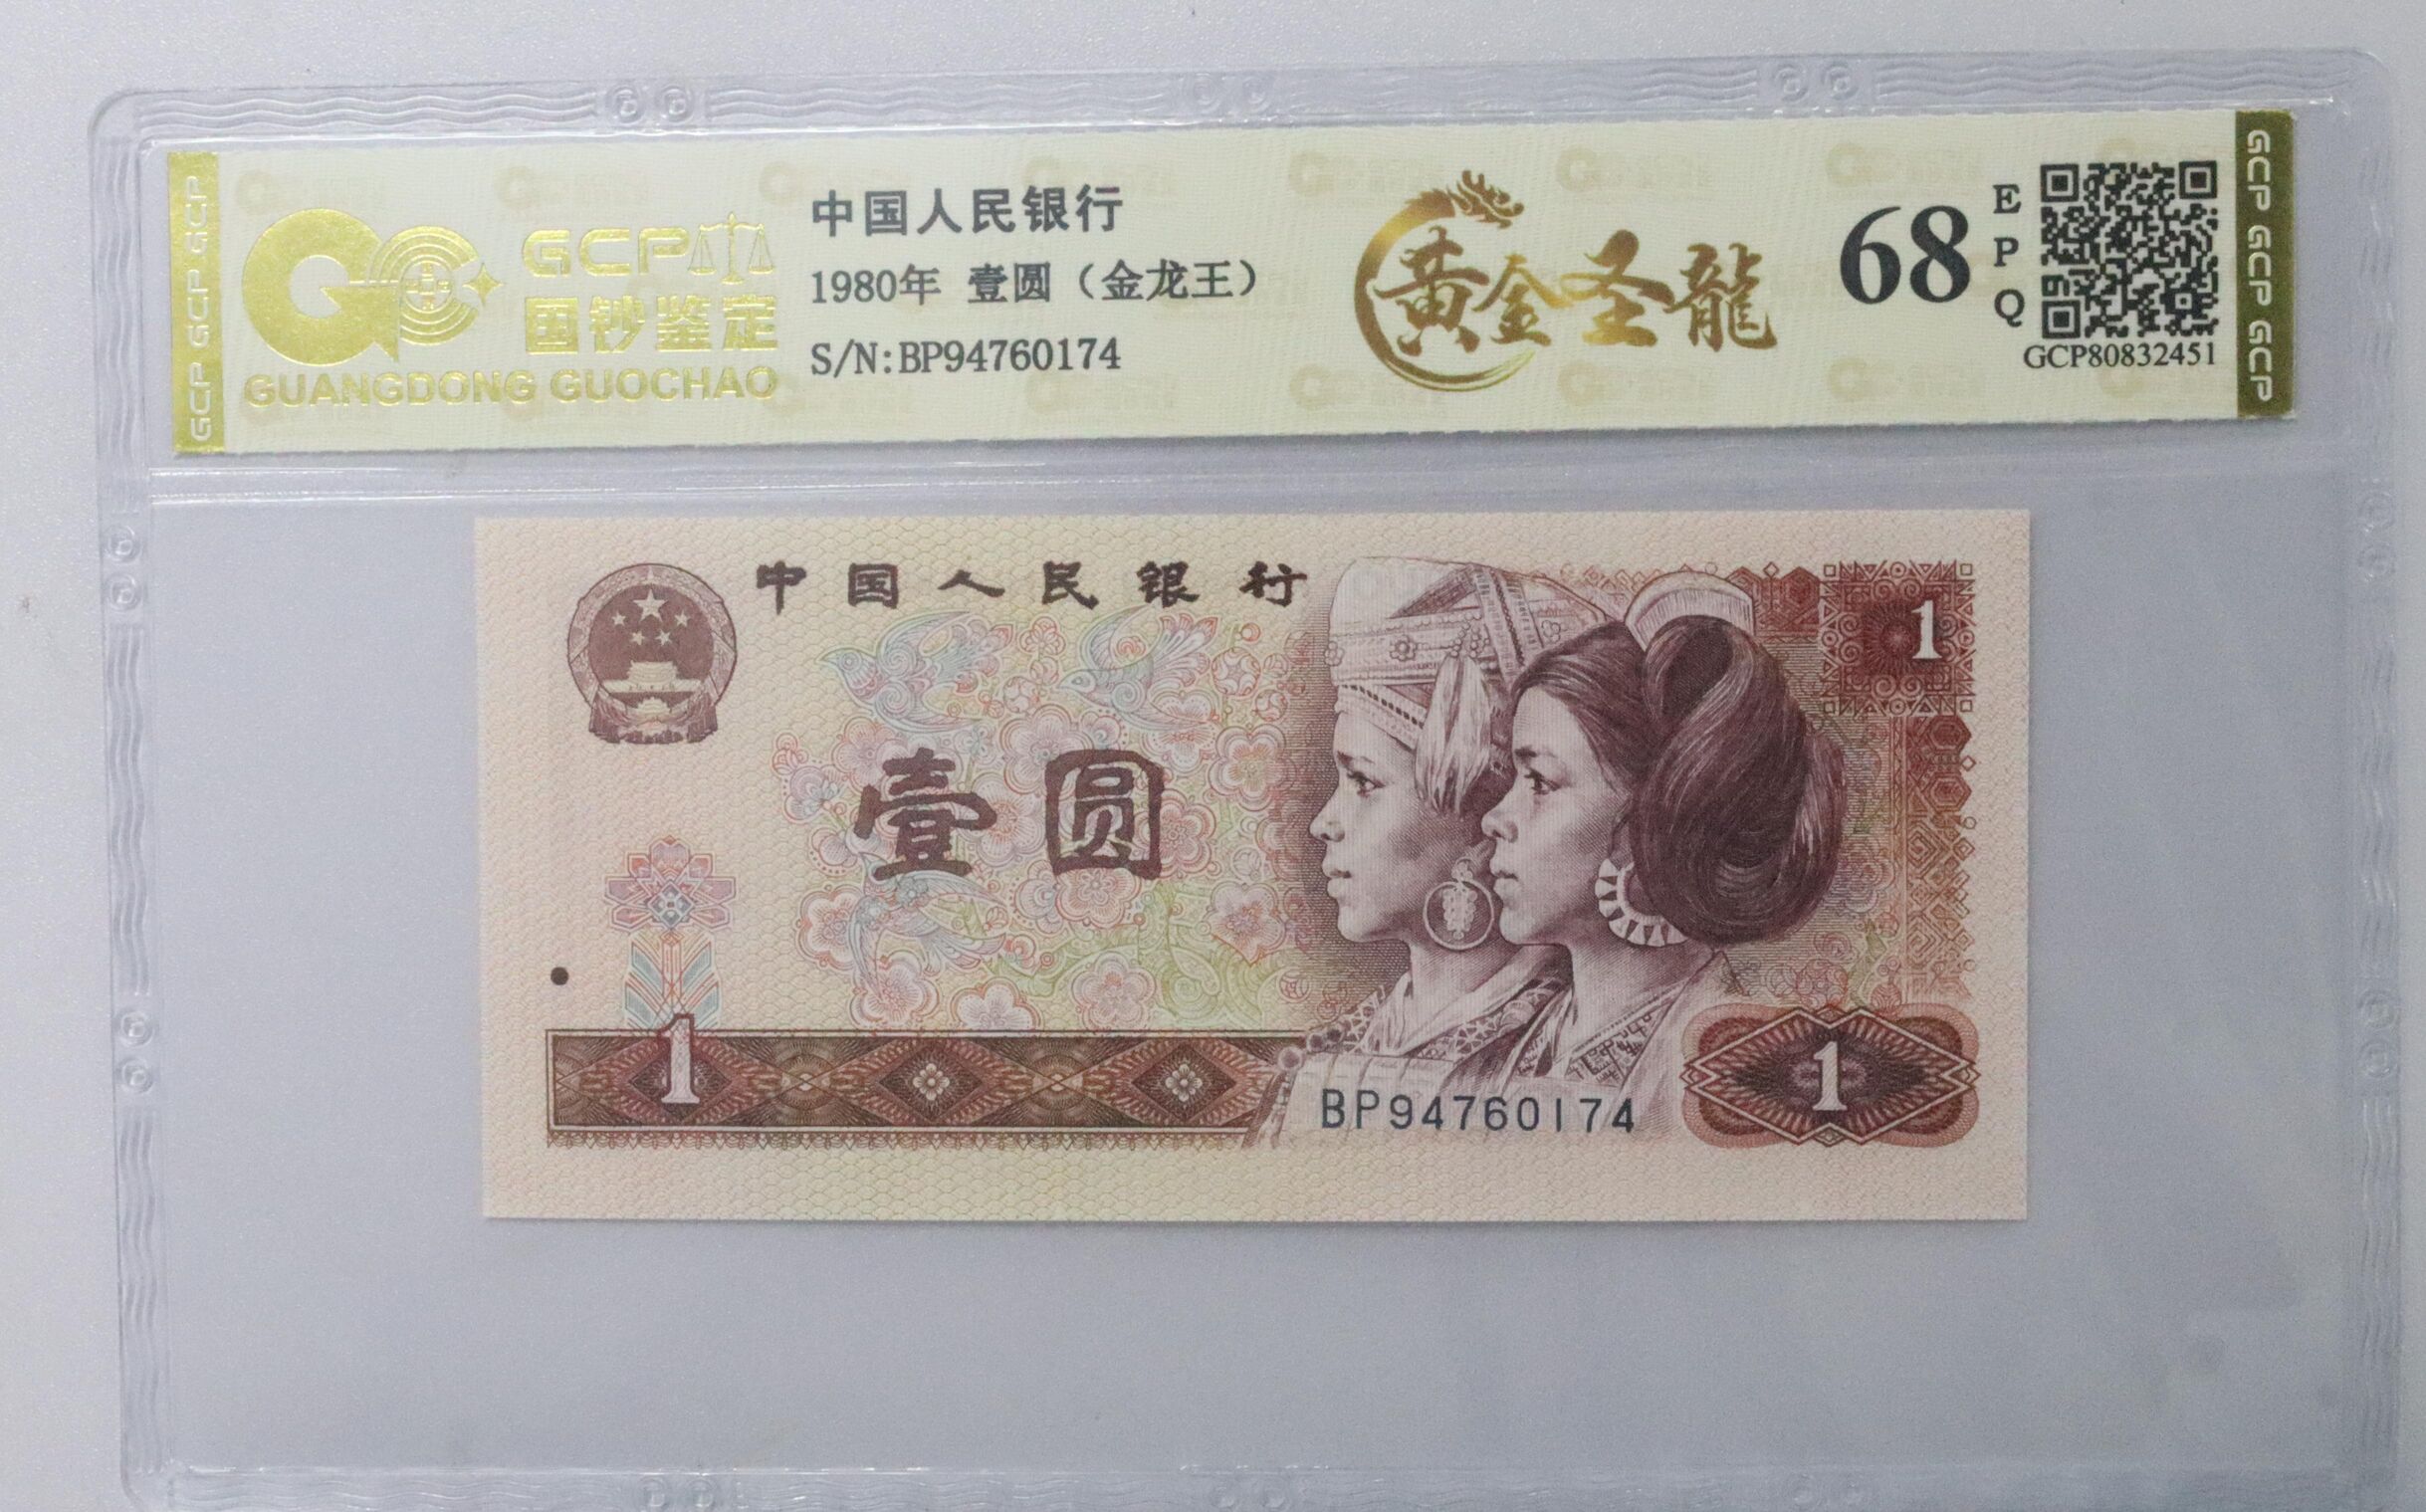 GCP GCP GCP
GCP
国钞鉴定
GUANGDONG GUOCHAO
中国人民银行
1980年 壹圆（金龙王）
S/N:BP94760174
黄金圣龍
68
E
P
Q
GCP80832451
GCP GCP GCP
中国人民银行
1
壹圆
1
BP94760174
1